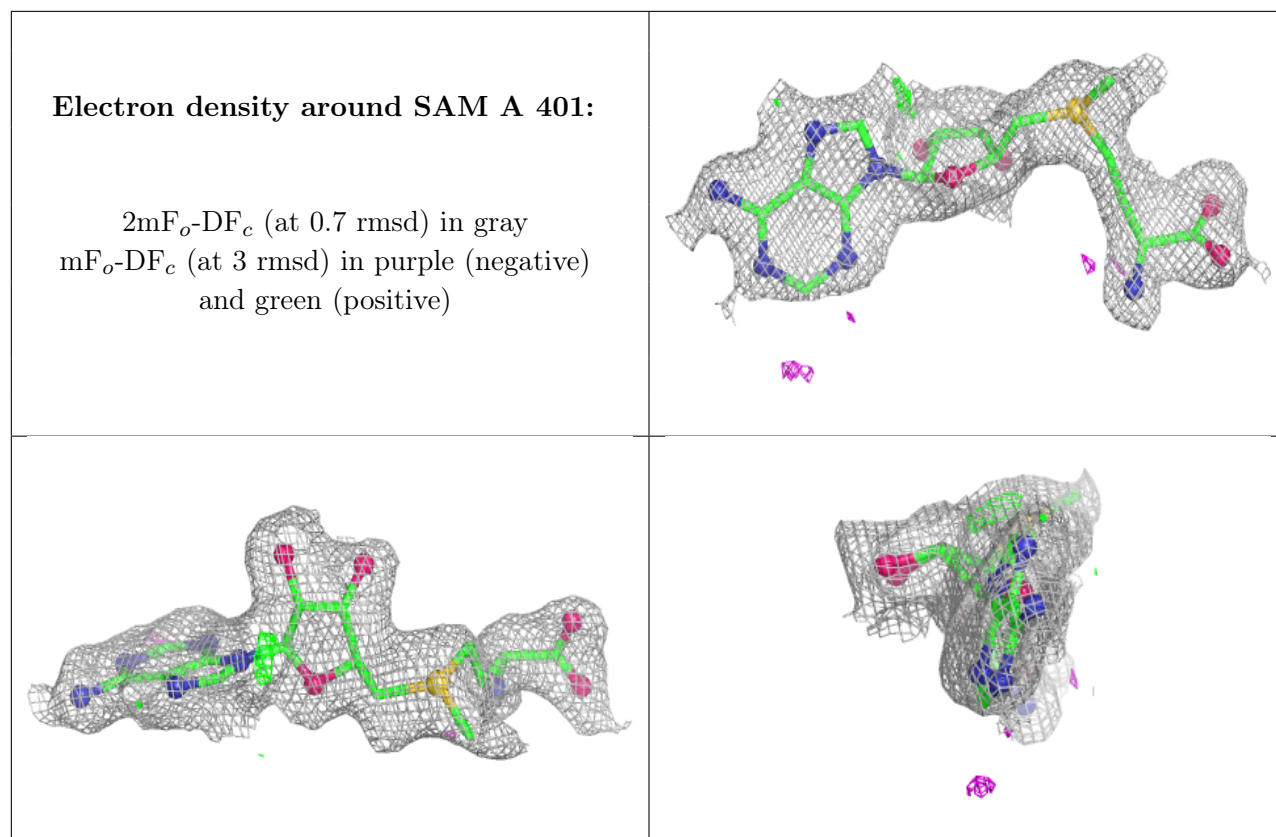 Electron density around SAM A 401:
2mFo-DFc (at 0.7 rmsd) in gray
mFo-DFc (at 3 rmsd) in purple (negative)
and green (positive)